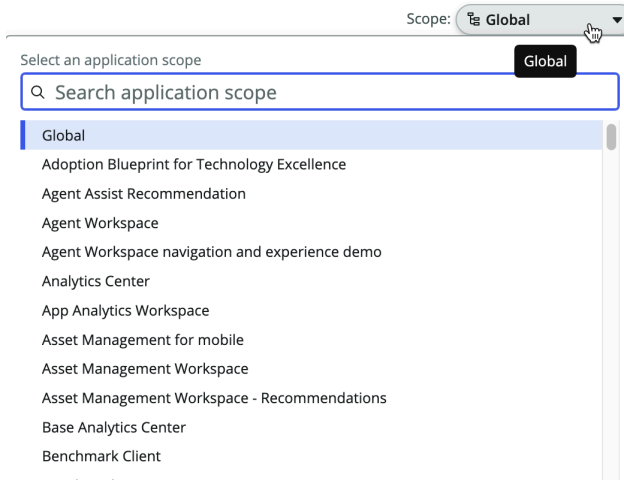 Scope: Global
Select an application scope
Global
Search application scope
Global
Adoption Blueprint for Technology Excellence
Agent Assist Recommendation
Agent Workspace
Agent Workspace navigation and experience demo
Analytics Center
App Analytics Workspace
Asset Management for mobile
Asset Management Workspace
Asset Management Workspace - Recommendations
Base Analytics Center
Benchmark Client